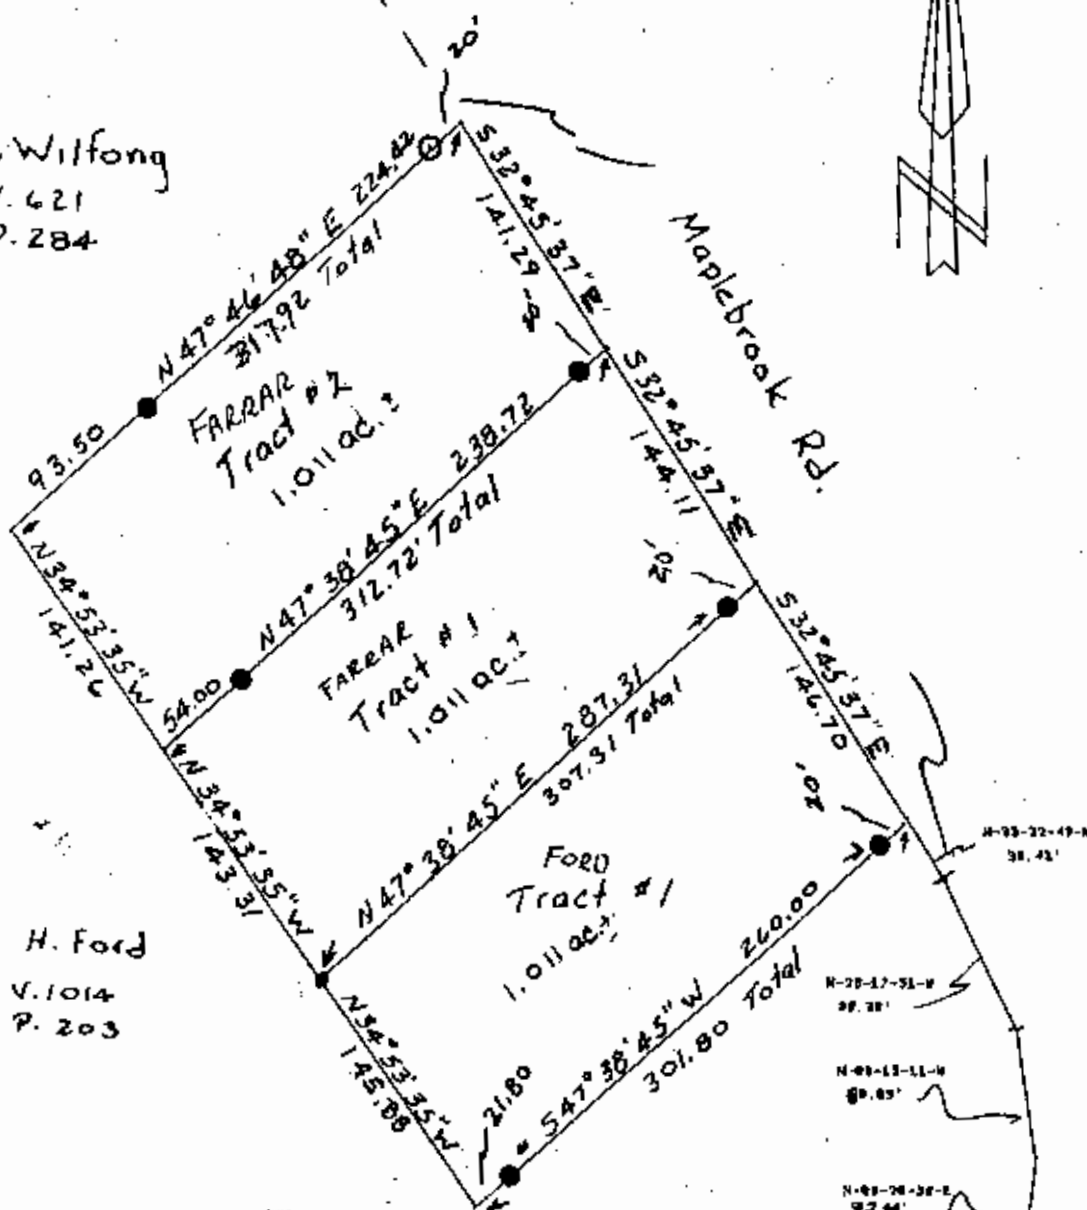 20'
Wilfong
V. 621
P. 284
N 47° 46' 48" E 224.42
317.92 Total
93.50
FARRAR
Tract #2
1.011 ac. ±
S 32° 45' 37" E
141.29
Maplebrook Rd.
N 47° 38' 45" E 238.72
312.72' Total
54.00
N 34° 53' 35" W
141.26
FARRAR
Tract #1
1.011 ac. ±
S 32° 45' 37" E
144.11
20'
N 47° 38' 45" E 287.31
307.31 Total
N 34° 53' 35" W
143.31
FORD
Tract #1
1.011 ac. ±
S 32° 45' 37" E
146.70
20'
H. Ford
V. 1014
P. 203
S 47° 38' 45" W 260.00
301.80 Total
21.80
N 34° 53' 35" W
145.88